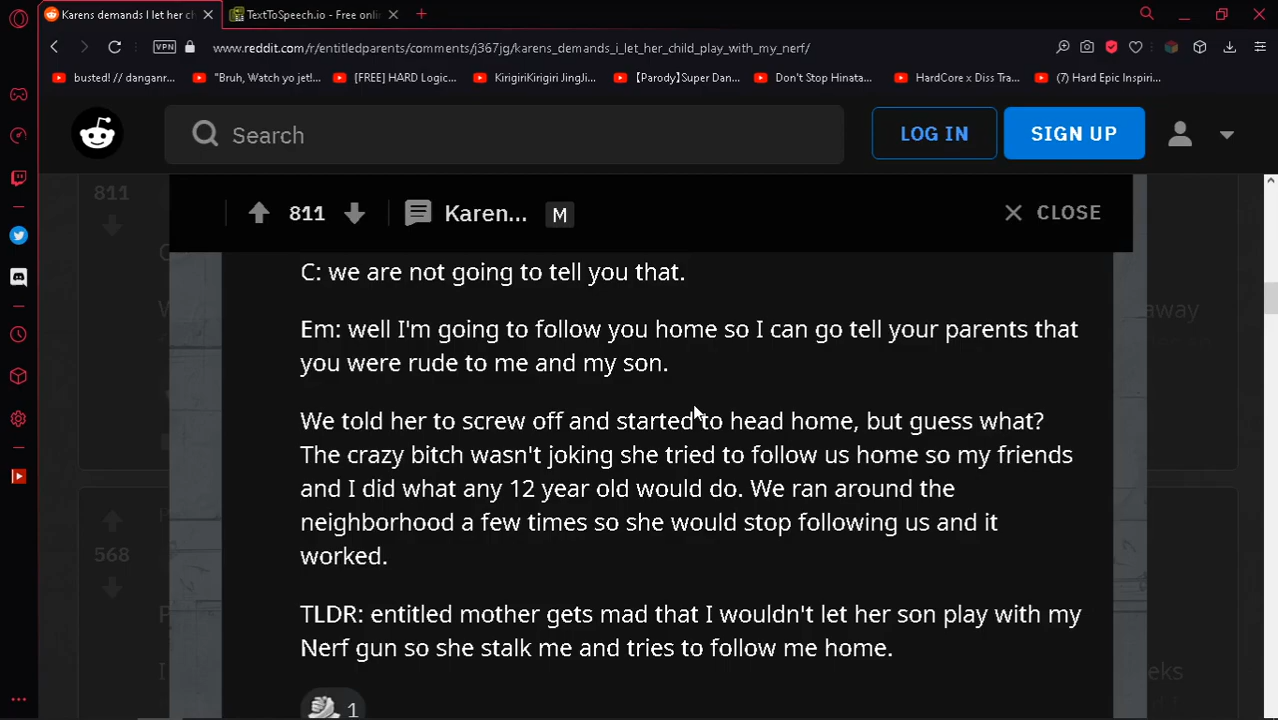 Karens demands I let her ch
TextToSpeech.io - Free onli
VPN
www.reddit.com/r/entitledparents/comments/j367jg/karens_demands_i_let_her_child_play_with_my_nerf/
busted! // danganr...
"Bruh, Watch yo jet!...
[FREE] HARD Logic...
KirigiriKirigiri JingJi...
【Parody】Super Dan...
Don't Stop Hinata...
HardCore x Diss Tra...
(7) Hard Epic Inspiri...
Search
LOG IN
SIGN UP
811
811
Karen...
M
CLOSE
C: we are not going to tell you that.
away
Em: well I'm going to follow you home so I can go tell your parents that
you were rude to me and my son.
We told her to screw off and started to head home, but guess what?
The crazy bitch wasn't joking she tried to follow us home so my friends
and I did what any 12 year old would do. We ran around the
neighborhood a few times so she would stop following us and it
worked.
568
TLDR: entitled mother gets mad that I wouldn't let her son play with my
Nerf gun so she stalk me and tries to follow me home.
eks
1